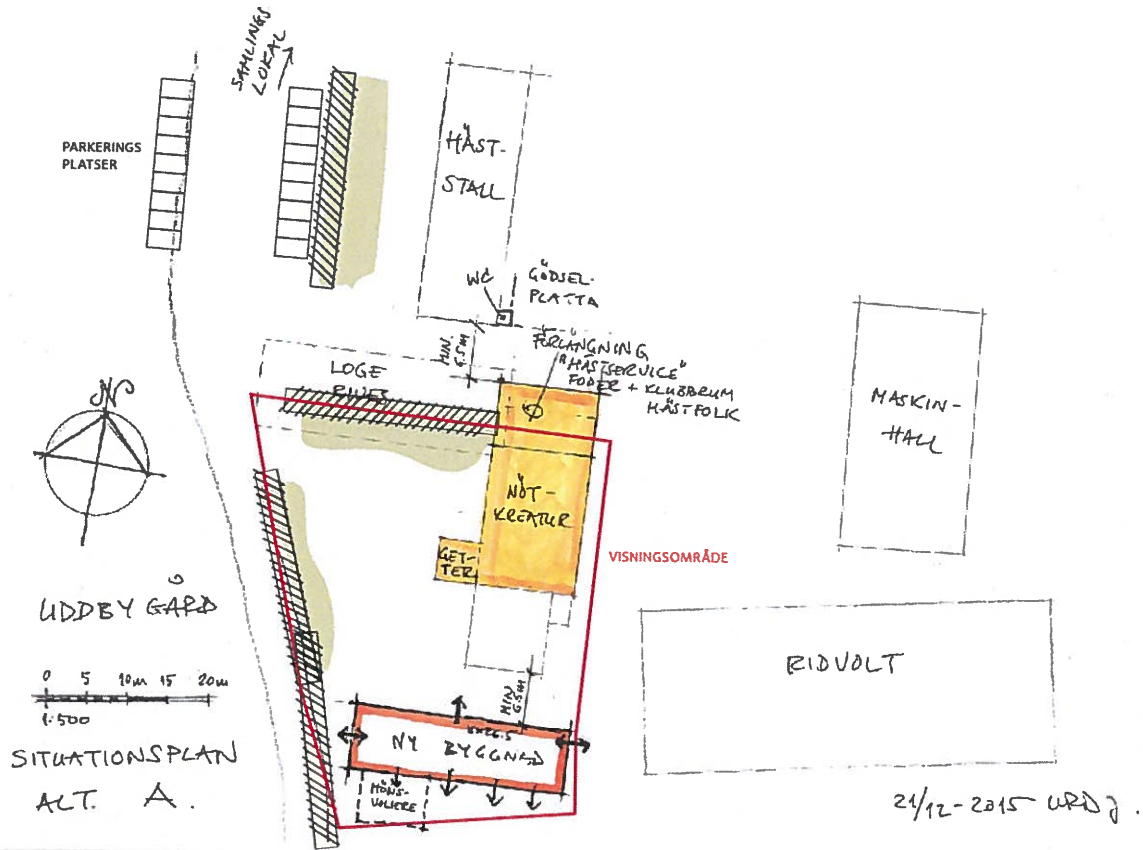 SAMLINGS
LOKAL
PARKERINGS
PLATSER
HÄST-
STALL
WC
GÖDSEL-
PLATTA
MIN.
6.5m
FÖRLÄNGNING
"HÄSTSERVICE"
FODER + KLUBBRUM
HÄSTFOLK
LOGE
RIVES
MASKIN-
HALL
N
NÖT-
KREATUR
GET-
TER
VISNINGSOMRÅDE
UDDBY GÅRD
0 5 10m 15 20m
1:500
RIDVOLT
MIN
6.5m
SITUATIONSPLAN
ALT. A.
NY BYGGNAD
HÖNS-
VOLIERE
21/12-2015